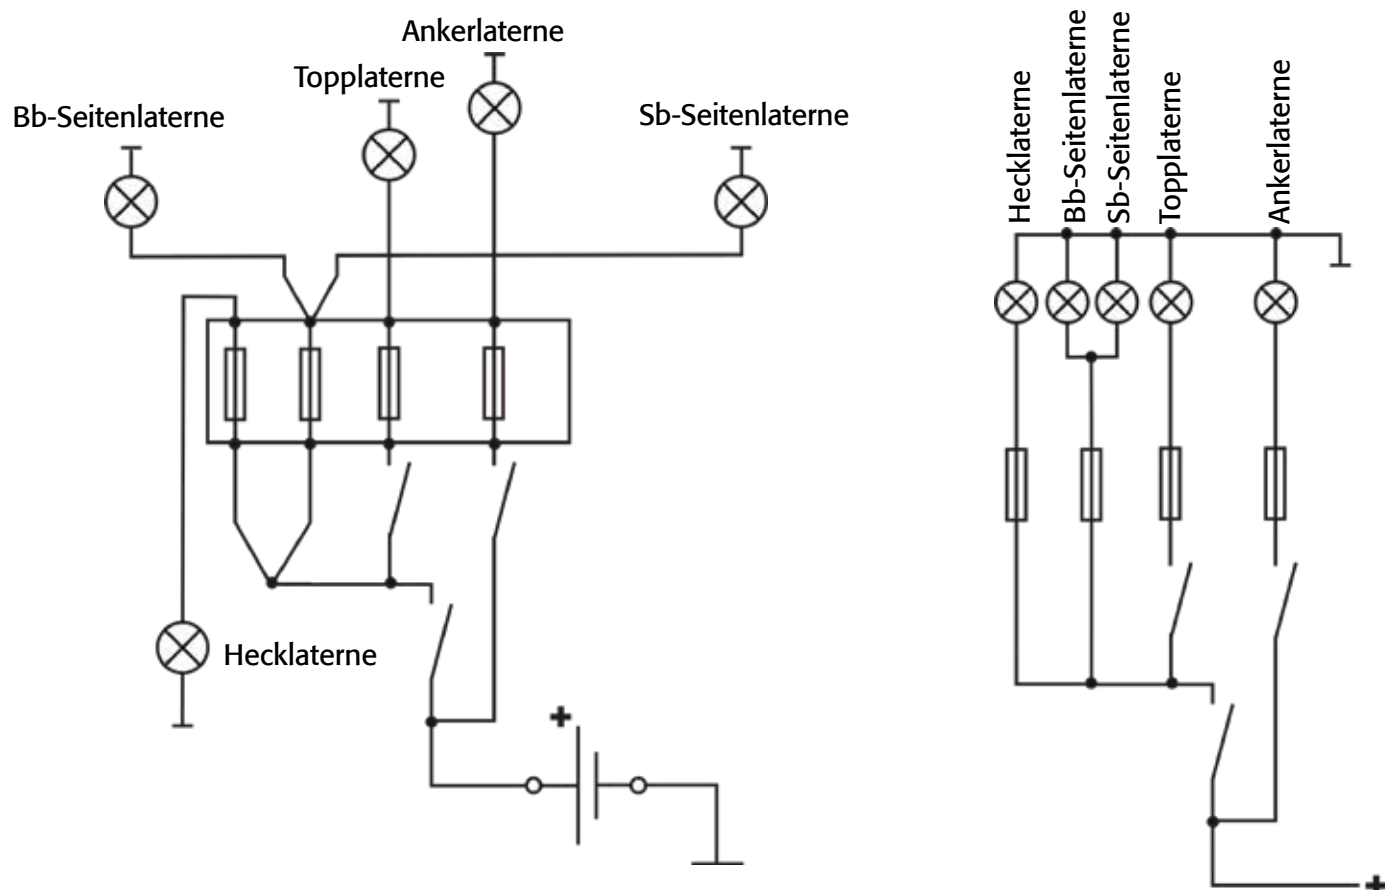 Ankerlaterne
Topplaterne
Bb-Seitenlaterne
Sb-Seitenlaterne
Hecklaterne
+
Hecklaterne
Bb-Seitenlaterne
Sb-Seitenlaterne
Topplaterne
Ankerlaterne
+